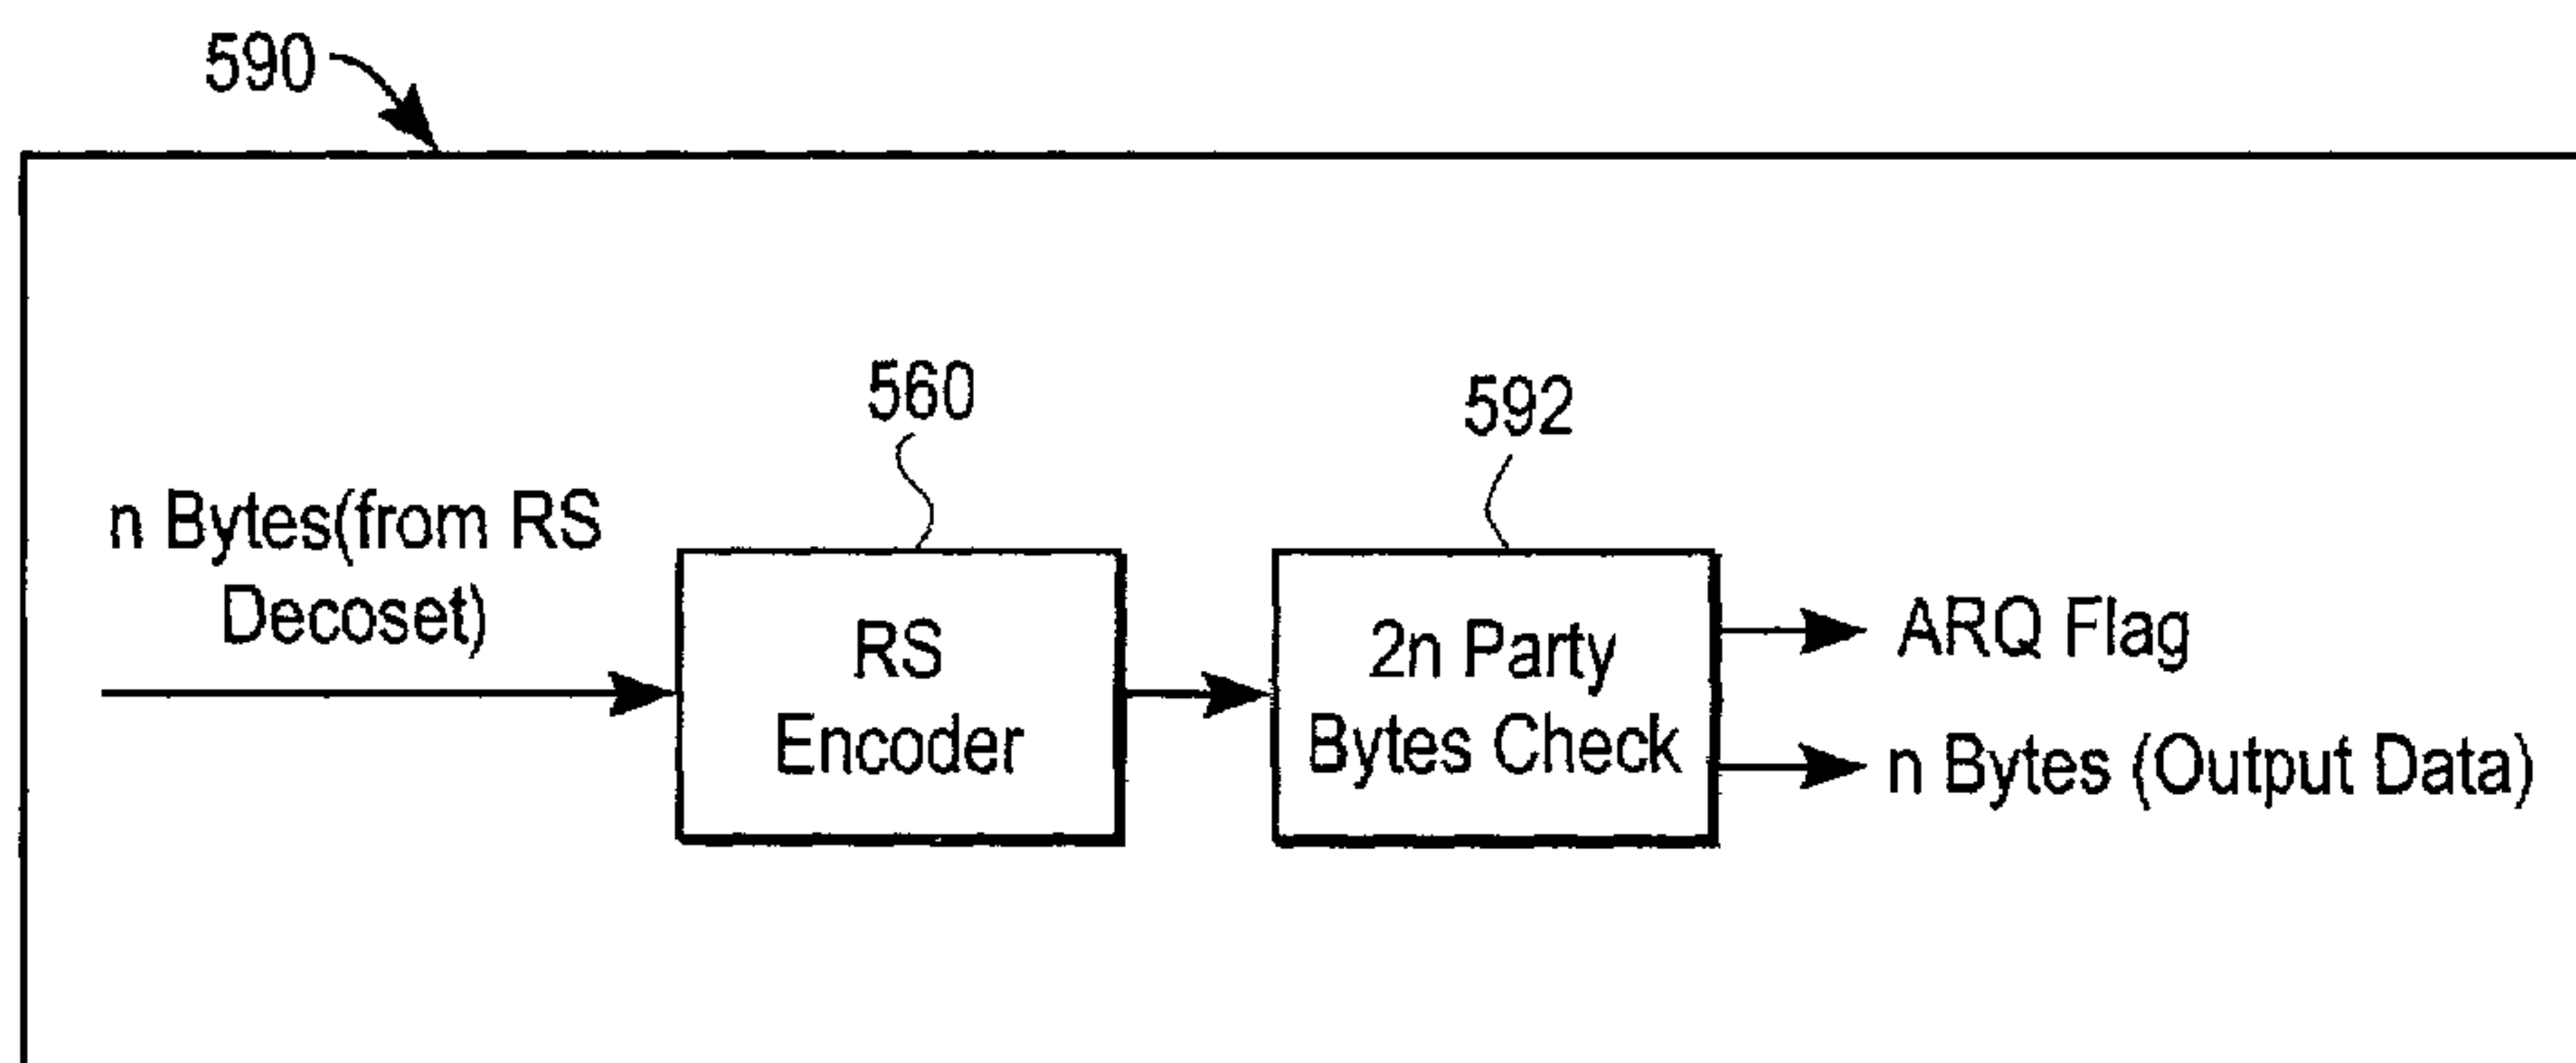 590
560
592
n Bytes(from RS
Decoset)
RS
Encoder
2n Party
Bytes Check
ARQ Flag
n Bytes (Output Data)